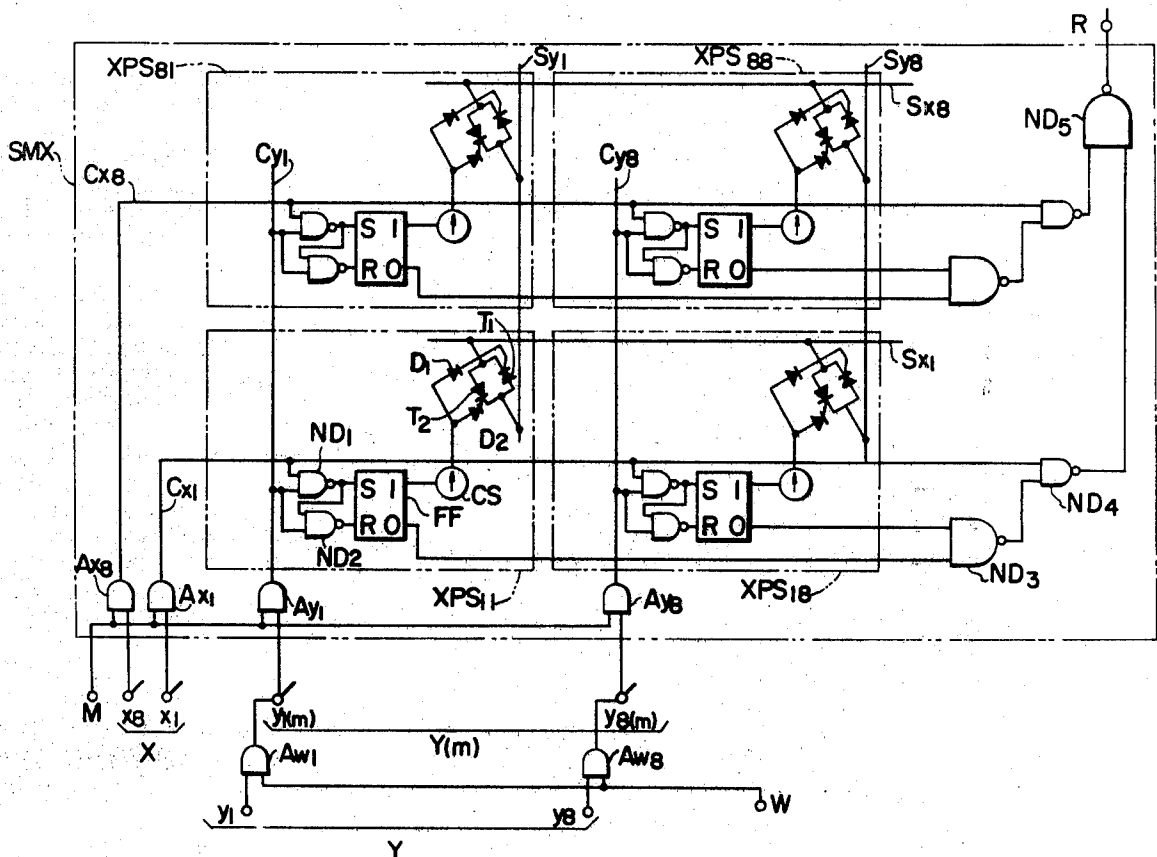 R
XPS81
Sy1
XPS88
Sy8
Sx8
ND5
SMX
Cx8
Cy1
Cy8
S 1
R 0
S 1
R 0
T1
D1
Sx1
T2
D2
ND1
Cx1
S 1
R 0
FF
CS
S 1
R 0
ND4
ND2
ND3
Ax8
Ax1
Ay1
XPS11
Ay8
XPS18
M
x8
x1
X
y1(m)
y8(m)
Y(m)
Aw1
Aw8
y1
y8
W
Y